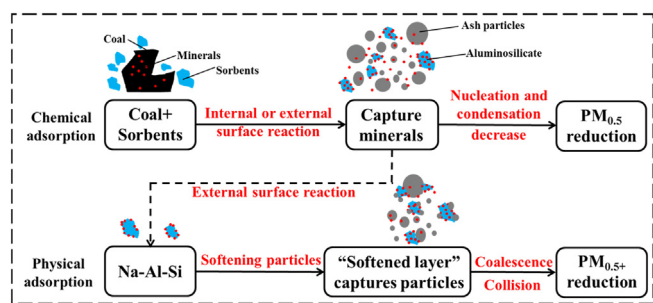 Coal
Minerals
Sorbents
Ash particles
Aluminosilicate
Chemical
adsorption
Coal+
Sorbents
Internal or external
surface reaction
Capture
minerals
Nucleation and
condensation
decrease
PM0.5
reduction
External surface reaction
Physical
adsorption
Na-Al-Si
Softening particles
“Softened layer”
captures particles
Coalescence
Collision
PM0.5+
reduction